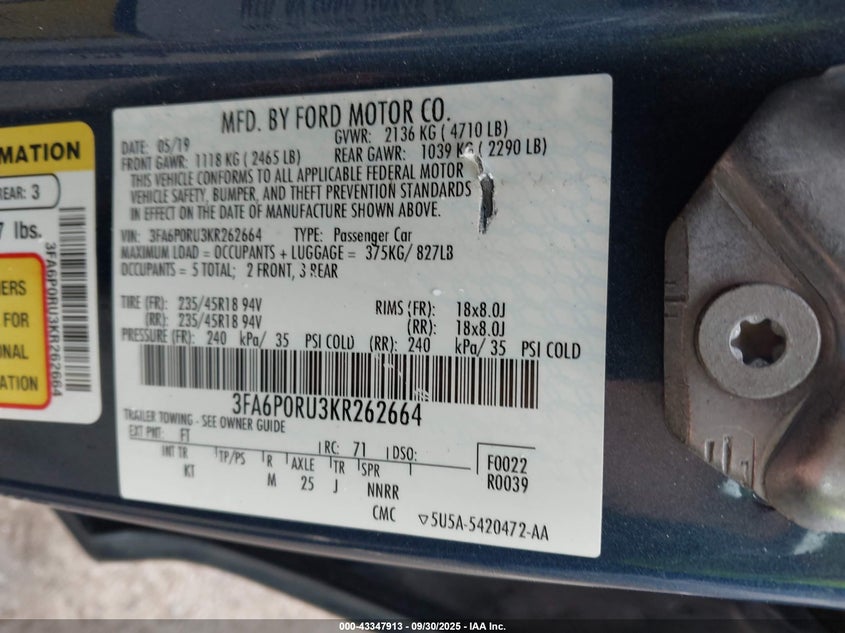 MFD. BY FORD MOTOR CO.
DATE: 05/19 GVWR: 2136 KG ( 4710 LB)
FRONT GAWR: 1118 KG ( 2465 LB) REAR GAWR: 1039 KG ( 2290 LB)
THIS VEHICLE CONFORMS TO ALL APPLICABLE FEDERAL MOTOR
VEHICLE SAFETY, BUMPER, AND THEFT PREVENTION STANDARDS
IN EFFECT ON THE DATE OF MANUFACTURE SHOWN ABOVE.
VIN: 3FA6P0RU3KR262664 TYPE: Passenger Car
MAXIMUM LOAD = OCCUPANTS + LUGGAGE = 375KG/ 827LB
OCCUPANTS = 5 TOTAL; 2 FRONT, 3 REAR
TIRE (FR): 235/45R18 94V RIMS (FR): 18x8.0J
(RR): 235/45R18 94V (RR): 18x8.0J
PRESSURE (FR): 240 kPa/ 35 PSI COLD (RR): 240 kPa/ 35 PSI COLD
3FA6P0RU3KR262664
TRAILER TOWING - SEE OWNER GUIDE
EXT PNT: FT RC: 71 DSO: F0022
R0039
INT TR TP/PS R AXLE TR SPR
KT M 25 J NNRR
CMC ▽5U5A-5420472-AA
MATION
REAR: 3
7 lbs.
3FA6P0RU3KR262664
ERS
FOR
ONAL
ATION
000-43347913 - 09/30/2025 - IAA Inc.